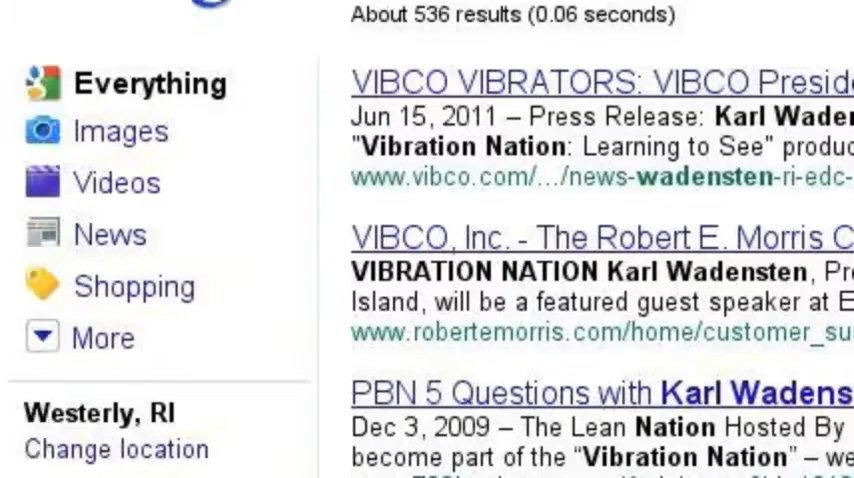 About 536 results (0.06 seconds)
Everything
Images
Videos
News
Shopping
More
Westerly, RI
Change location
VIBCO VIBRATORS: VIBCO Preside
Jun 15, 2011 – Press Release: Karl Waden
"Vibration Nation: Learning to See" produc
www.vibco.com/.../news-wadensten-ri-edc-
VIBCO, Inc. - The Robert E. Morris C
VIBRATION NATION Karl Wadensten, Pre
Island, will be a featured guest speaker at E
www.robertemorris.com/home/customer_su
PBN 5 Questions with Karl Wadens
Dec 3, 2009 – The Lean Nation Hosted By
become part of the “Vibration Nation” – we